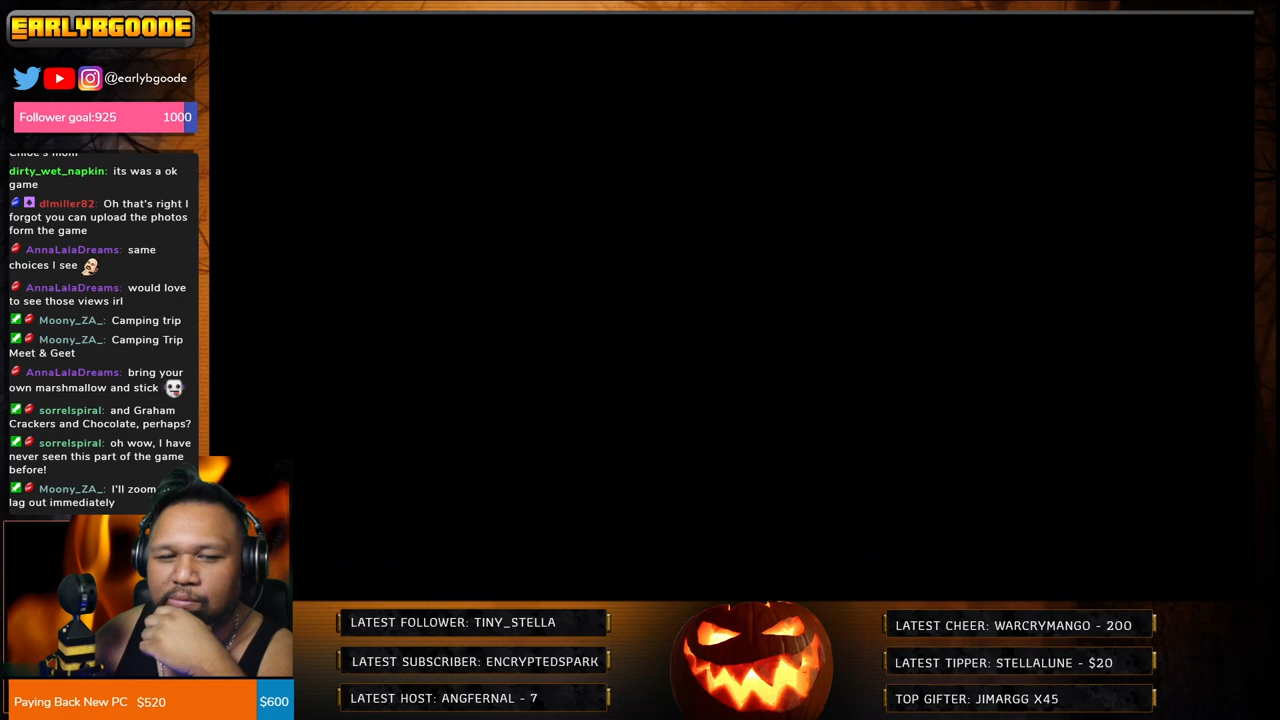 EARLYBGOODE
@earlybgoode
Follower goal:925 1000
dirty_wet_napkin: its was a ok
game
dlmiller82: Oh that's right I
forgot you can upload the photos
form the game
AnnaLalaDreams: same
choices I see
AnnaLalaDreams: would love
to see those views irl
Moony_ZA_: Camping trip
Moony_ZA_: Camping Trip
Meet & Geet
AnnaLalaDreams: bring your
own marshmallow and stick
sorrelspiral: and Graham
Crackers and Chocolate, perhaps?
sorrelspiral: oh wow, I have
never seen this part of the game
before!
Moony_ZA_: I'll zoom
lag out immediately
Paying Back New PC $520 $600
LATEST FOLLOWER: TINY_STELLA
LATEST SUBSCRIBER: ENCRYPTEDSPARK
LATEST HOST: ANGFERNAL - 7
LATEST CHEER: WARCRYMANGO - 200
LATEST TIPPER: STELLALUNE - $20
TOP GIFTER: JIMARGG X45